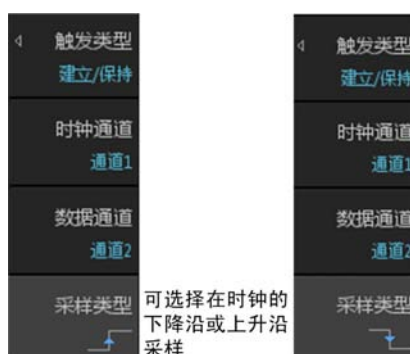 触发类型
建立/保持
时钟通道
通道1
数据通道
通道2
采样类型
可选择在时钟的
下降沿或上升沿
采样
触发类型
建立/保持
时钟通道
通道1
数据通道
通道2
采样类型